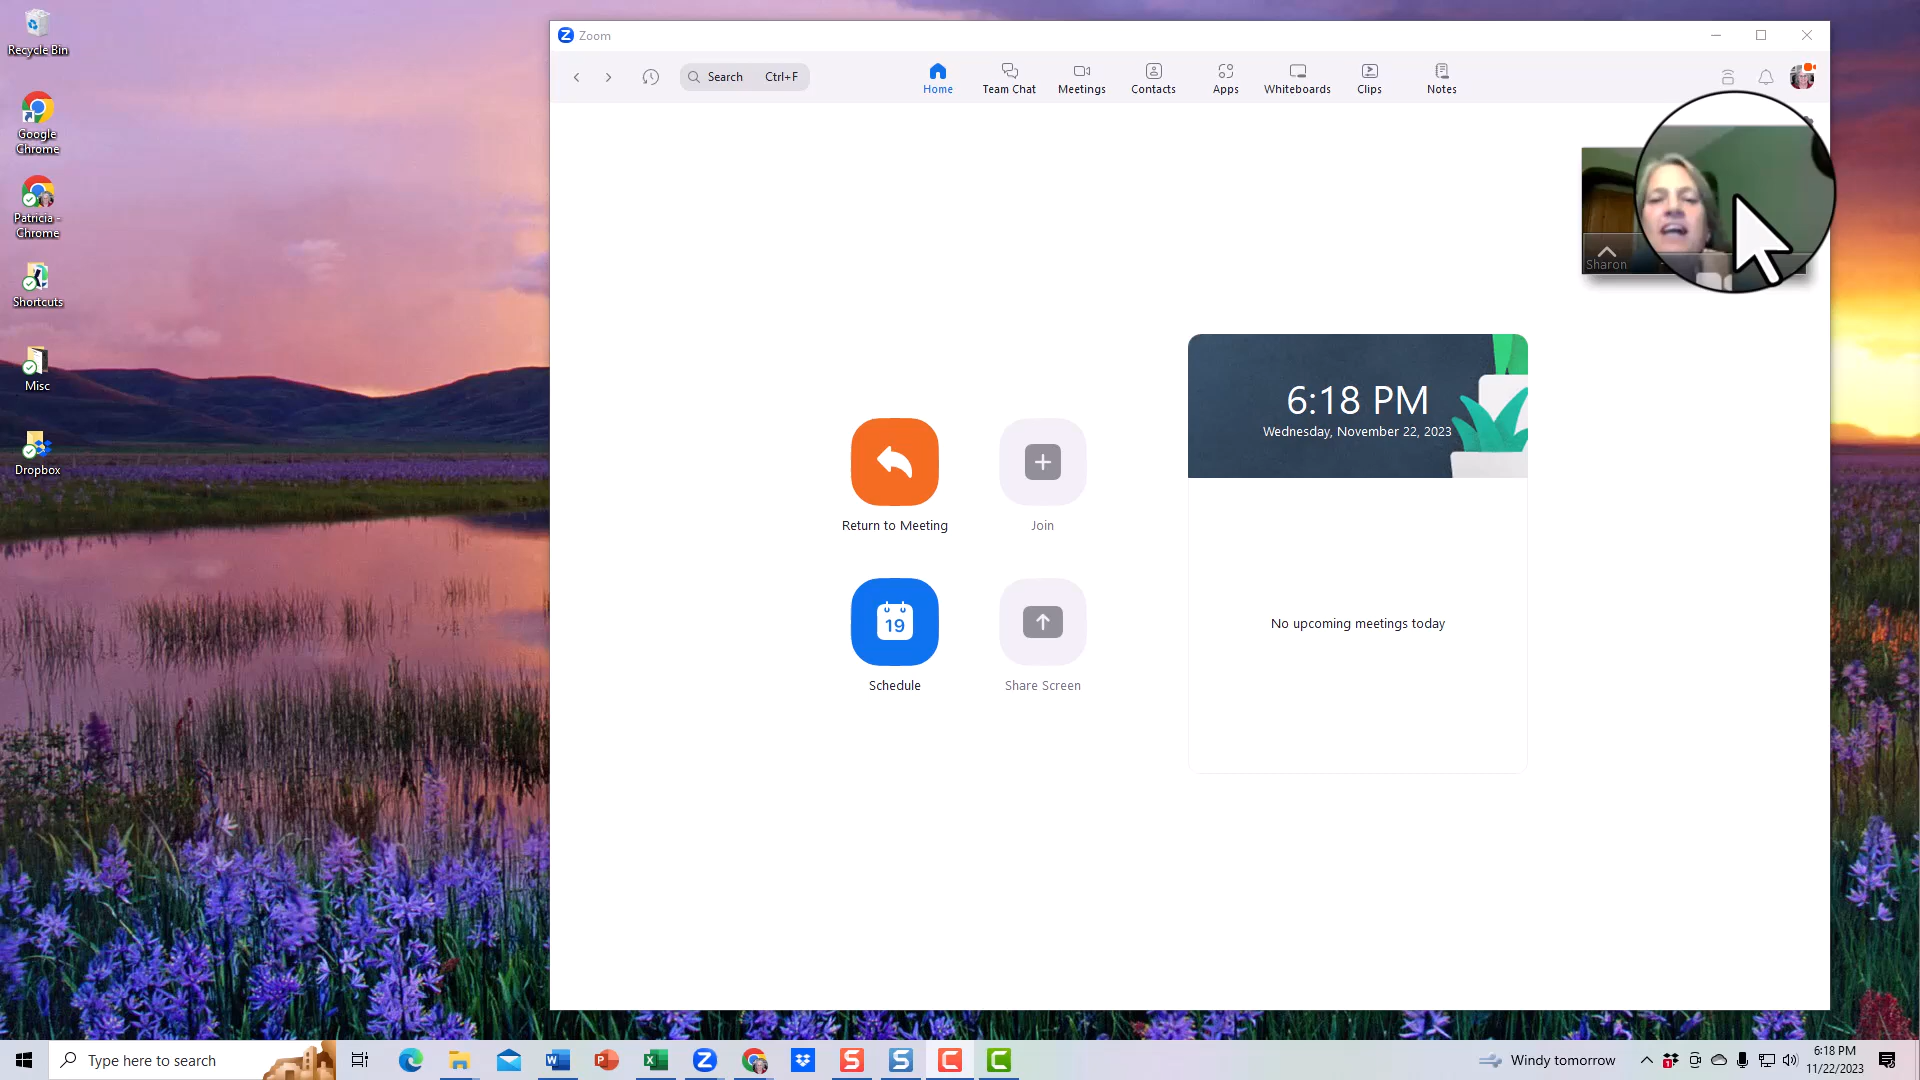 Recycle Bin
Google
Chrome
Patricia -
Chrome
Shortcuts
Misc
Dropbox
Zoom
Search Ctrl+F
Home
Team Chat
Meetings
Contacts
Apps
Whiteboards
Clips
Notes
Sharon
6:18 PM
Wednesday, November 22, 2023
Return to Meeting
Join
19
Schedule
Share Screen
No upcoming meetings today
Type here to search
Windy tomorrow
6:18 PM
11/22/2023